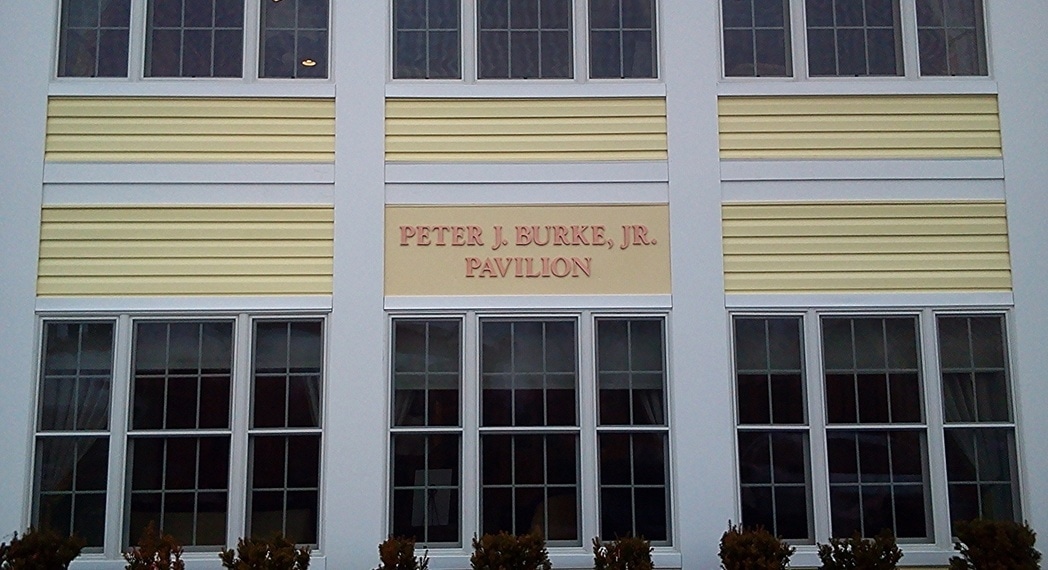 PETER J. BURKE, JR.
PAVILION